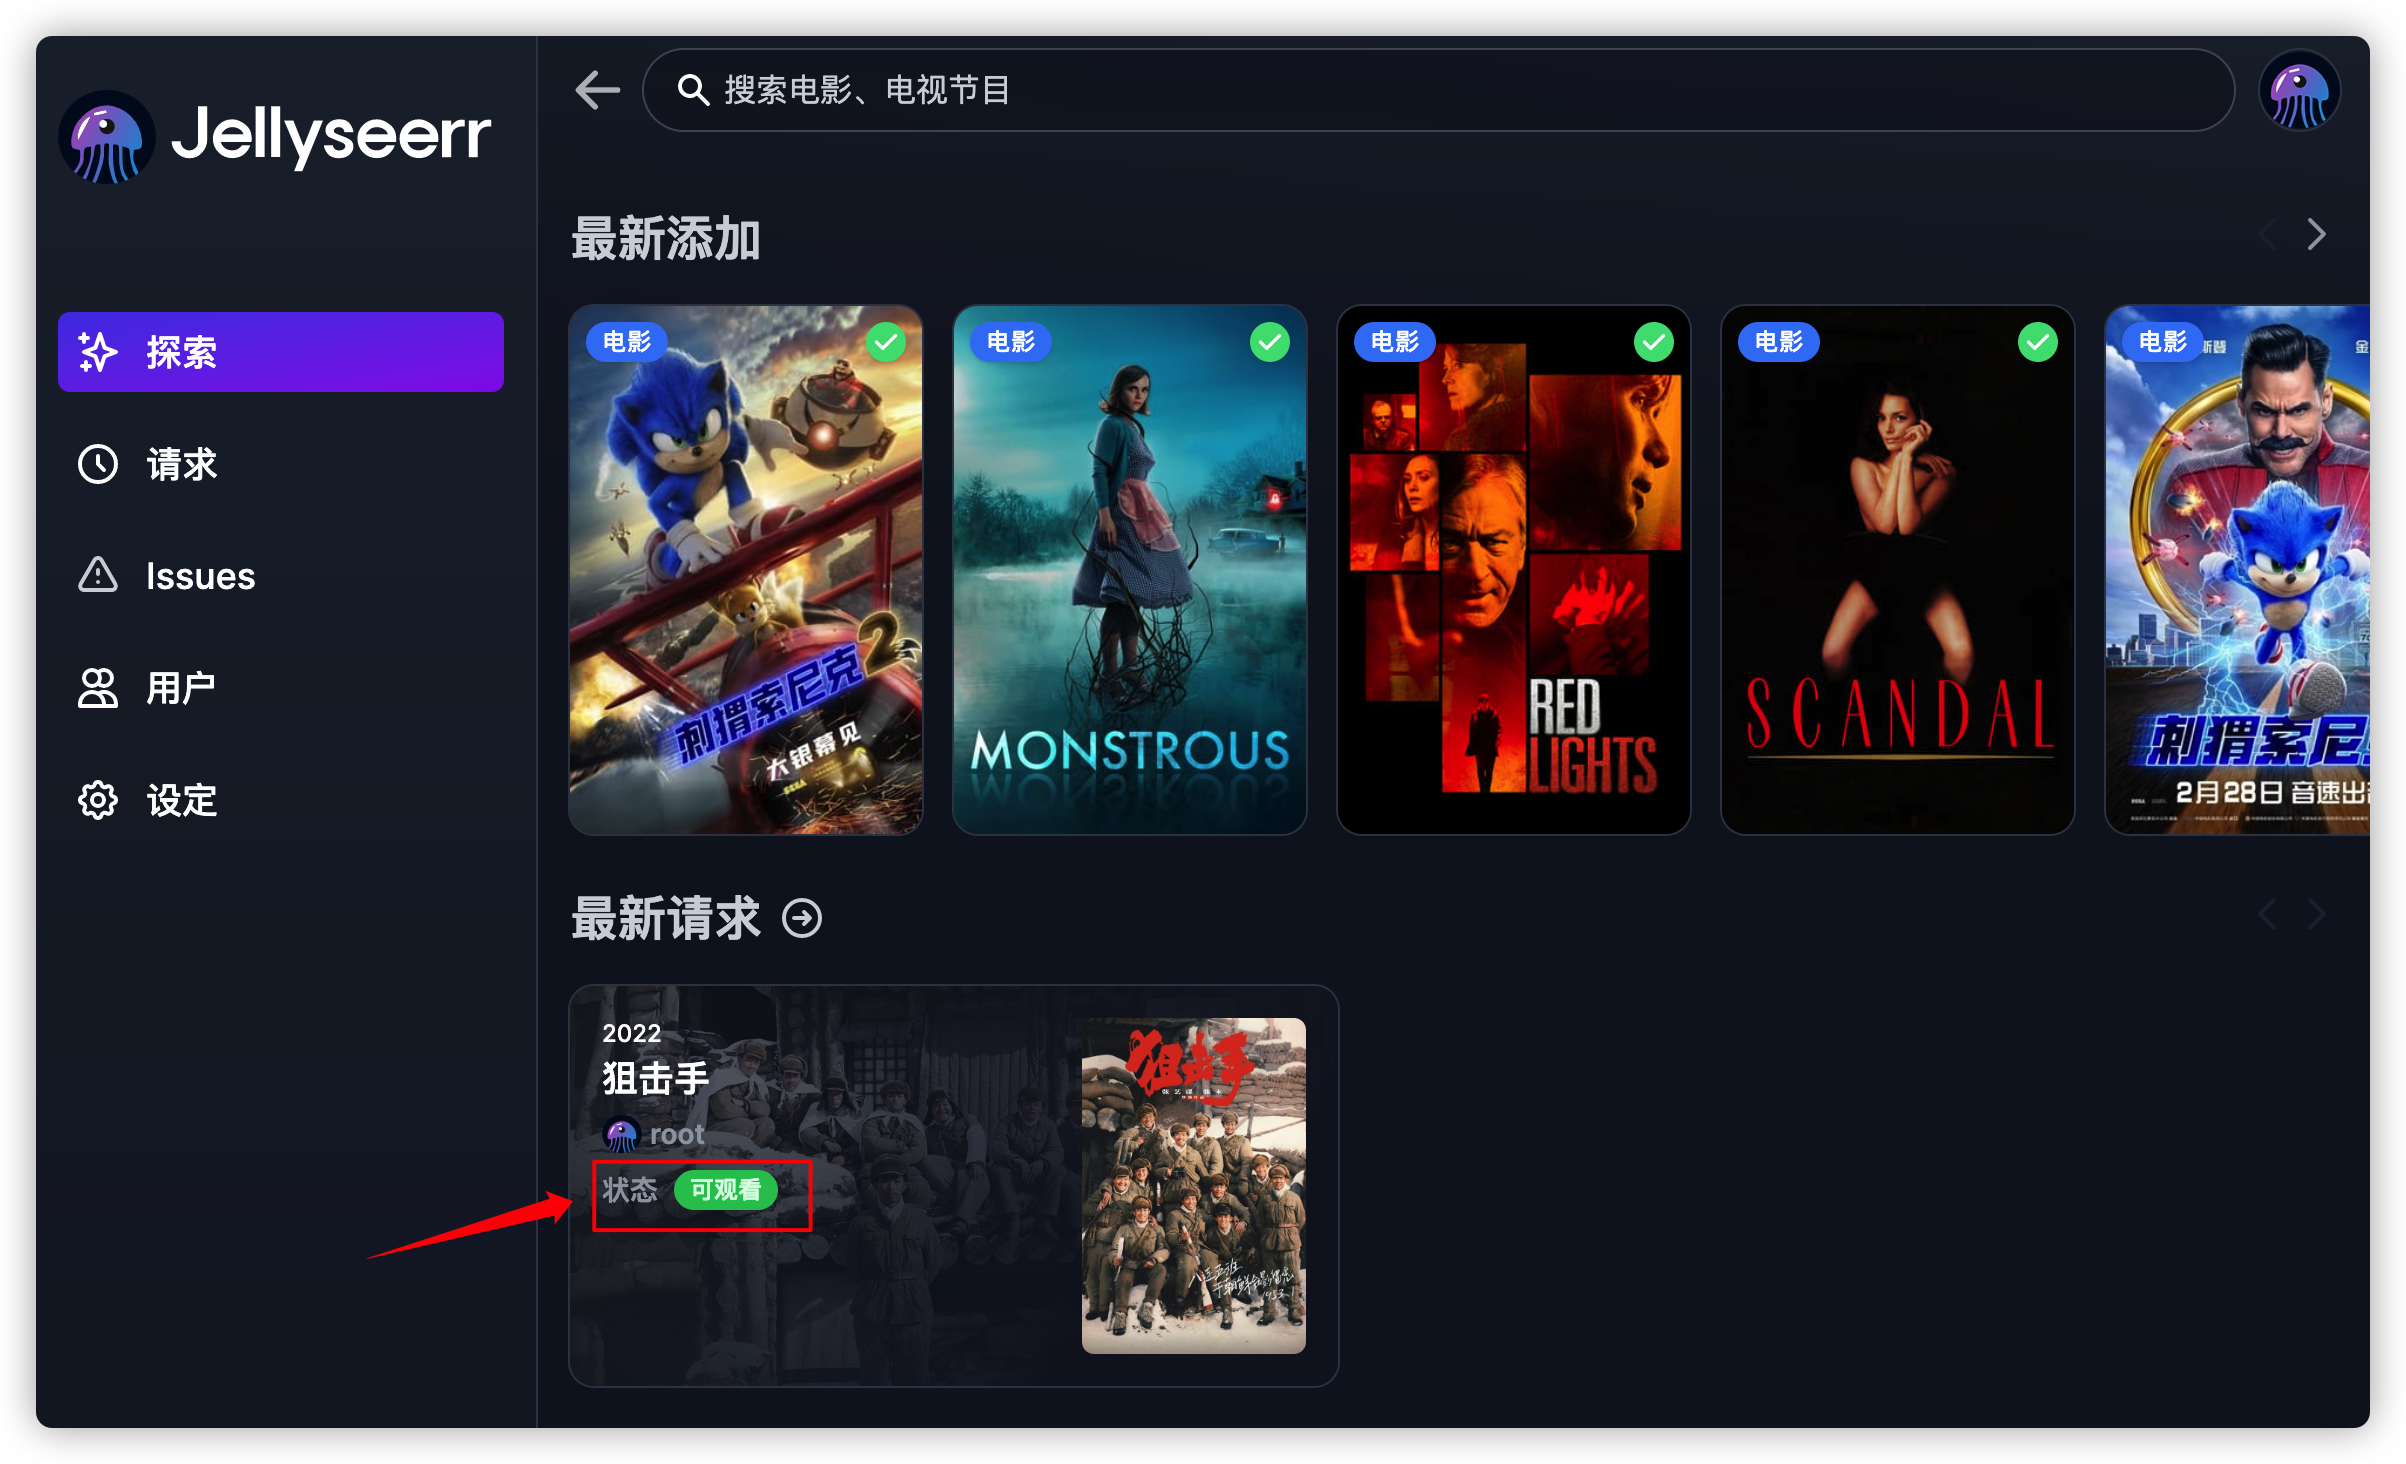 Jellyseerr
搜索电影、电视节目
探索
请求
Issues
用户
设定
最新添加
电影
刺猬索尼克2
大银幕见
SEGA
电影
MONSTROUS
电影
RED
LIGHTS
电影
SCANDAL
电影
刺猬索尼
2月28日 音速出
最新请求
2022
狙击手
root
状态 可观看
狙击手